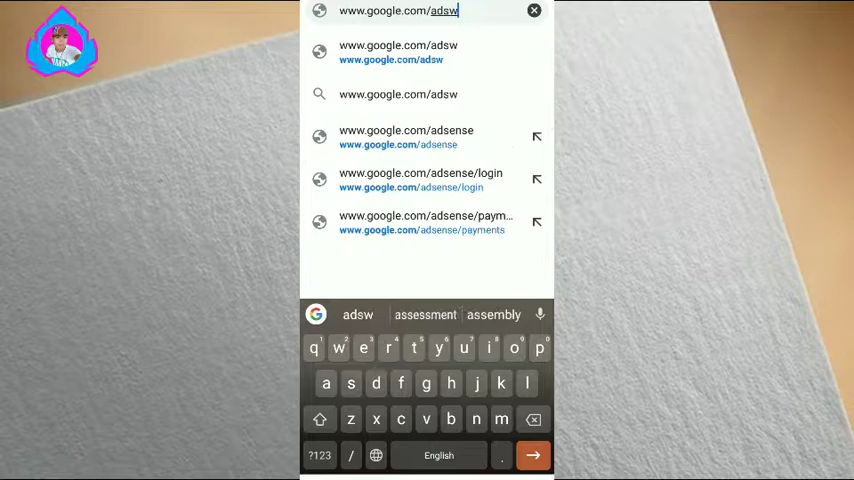 www.google.com/adsw
www.google.com/adsw
www.google.com/adsw
www.google.com/adsw
www.google.com/adsense
www.google.com/adsense
www.google.com/adsense/login
www.google.com/adsense/login
www.google.com/adsense/paym...
www.google.com/adsense/payments
adsw assessment assembly
1 2 3 4 5 6 7 8 9 0
q w e r t y u i o p
a s d f g h j k l
z x c v b n m
?123 / English .